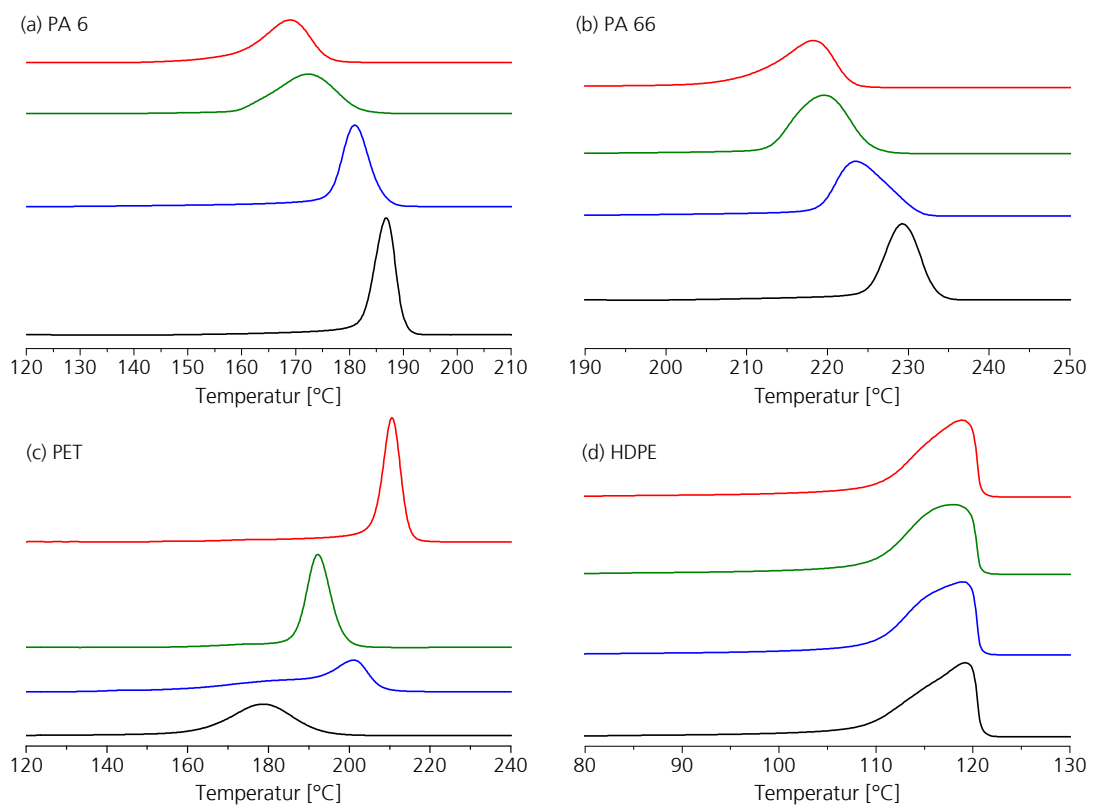 (a) PA 6
(b) PA 66
120 130 140 150 160 170 180 190 200 210
190 200 210 220 230 240 250
Temperatur [°C]
Temperatur [°C]
(c) PET
(d) HDPE
120 140 160 180 200 220 240
80 90 100 110 120 130
Temperatur [°C]
Temperatur [°C]